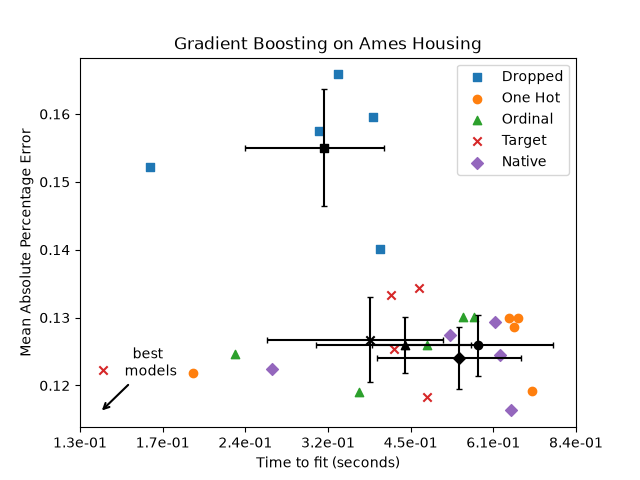 Gradient Boosting on Ames Housing
Mean Absolute Percentage Error
0.16
0.15
0.14
0.13
0.12
Dropped
One Hot
Ordinal
Target
Native
best
models
1.3e-01 1.7e-01 2.4e-01 3.2e-01 4.5e-01 6.1e-01 8.4e-01
Time to fit (seconds)